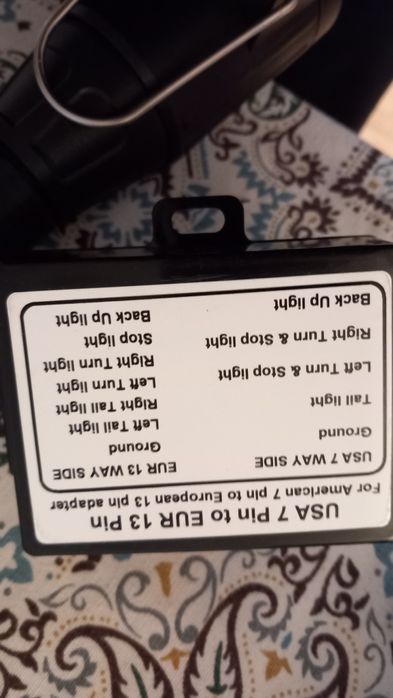 USA 7 Pin to EUR 13 Pin
For American 7 pin to European 13 pin adapter
USA 7 WAY SIDE EUR 13 WAY SIDE
Ground Ground
Tail light Left Tail light
Right Tail light
Left Turn & Stop light Left Turn light
Right Turn & Stop light Right Turn light
Stop light
Back Up light Back Up light